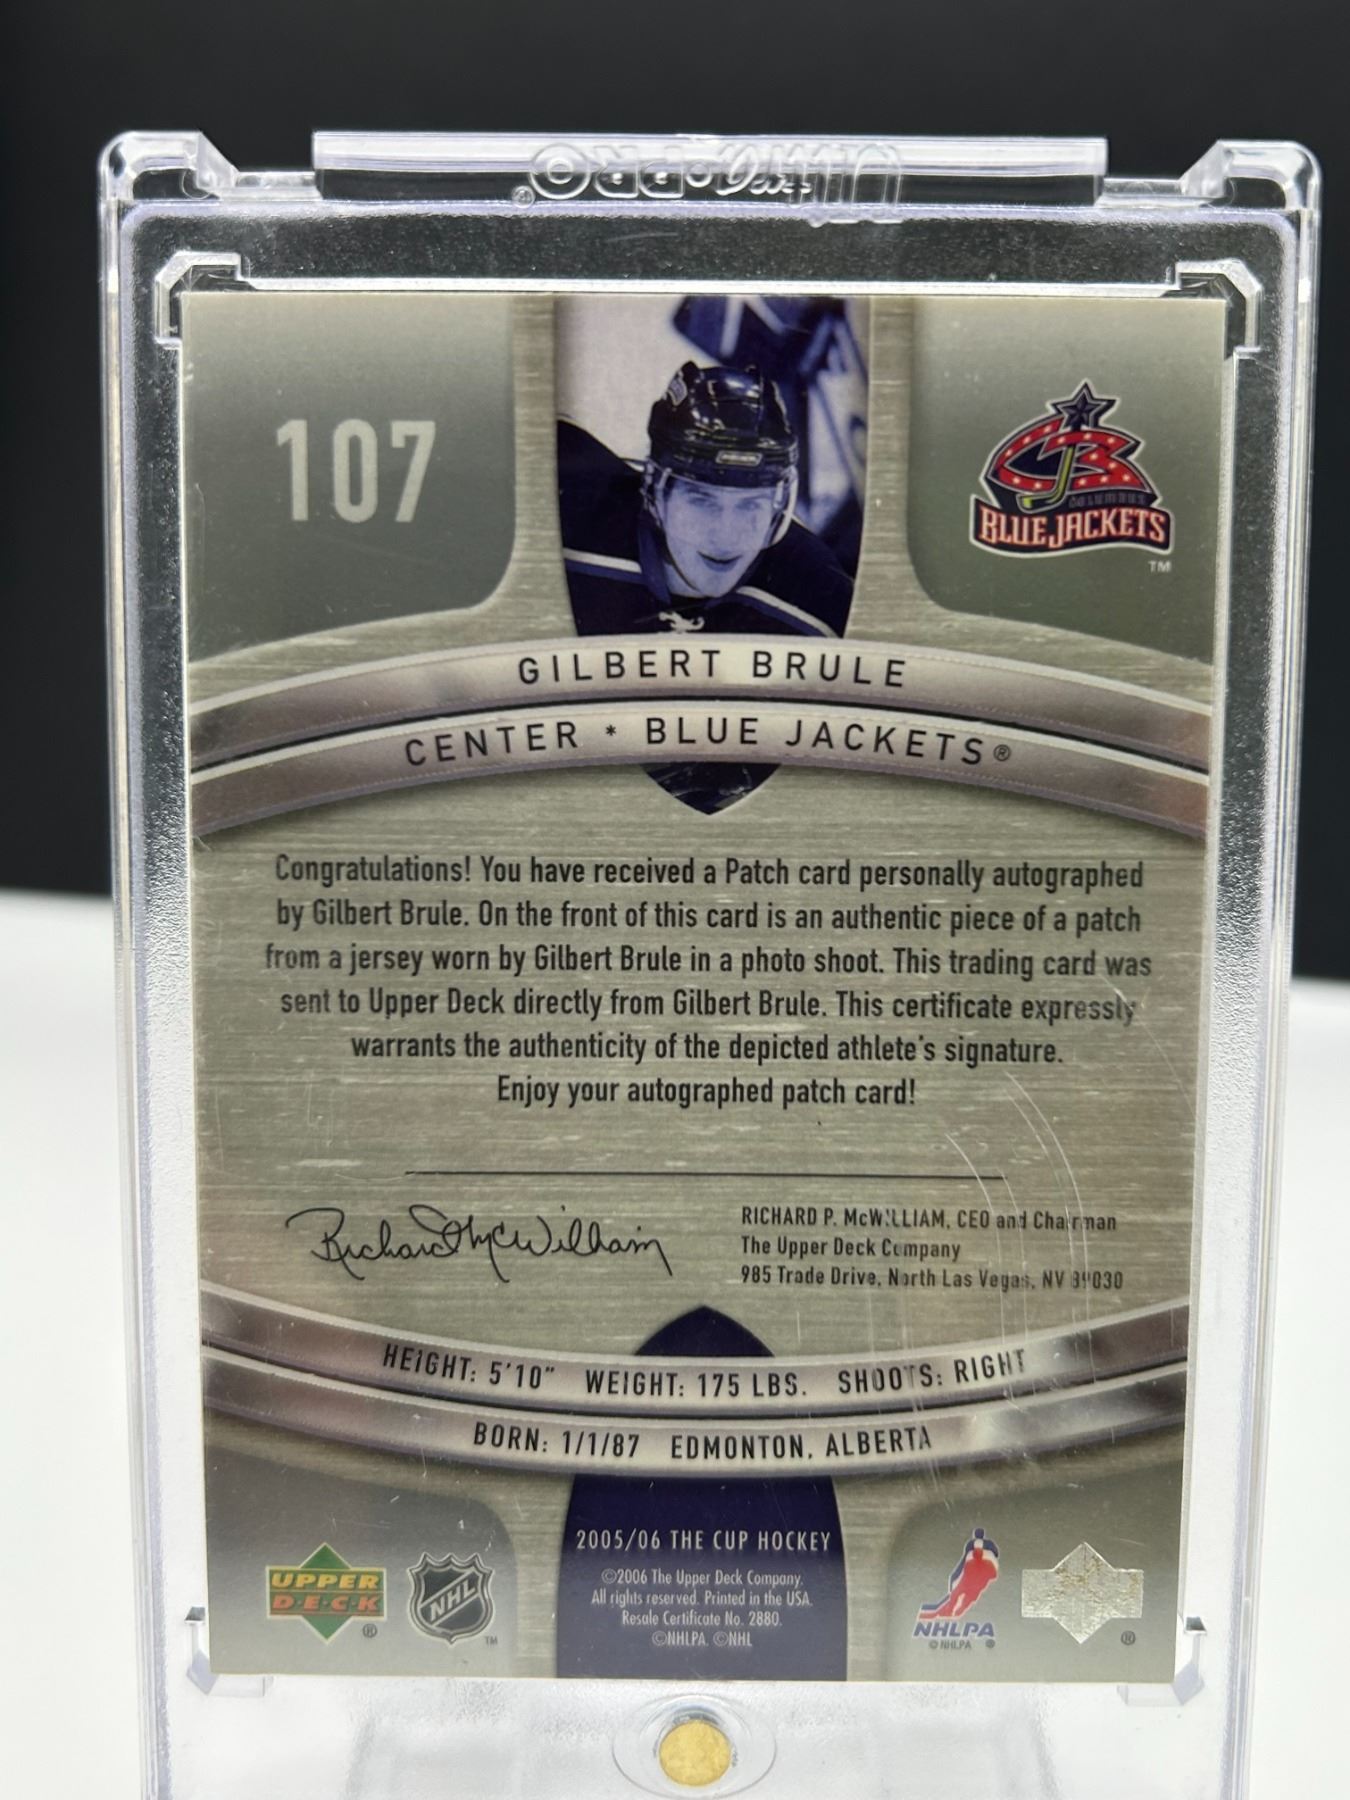 ULTRA•PRO®
107
COLUMBUS
BLUE JACKETS
TM
GILBERT BRULE
CENTER * BLUE JACKETS®
Congratulations! You have received a Patch card personally autographed
by Gilbert Brule. On the front of this card is an authentic piece of a patch
from a jersey worn by Gilbert Brule in a photo shoot. This trading card was
sent to Upper Deck directly from Gilbert Brule. This certificate expressly
warrants the authenticity of the depicted athlete's signature.
Enjoy your autographed patch card!
Richard McWilliam
RICHARD P. McWILLIAM, CEO and Chairman
The Upper Deck Company
985 Trade Drive, North Las Vegas, NV 89030
HEIGHT: 5'10" WEIGHT: 175 LBS. SHOOTS: RIGHT
BORN: 1/1/87 EDMONTON, ALBERTA
2005/06 THE CUP HOCKEY
©2006 The Upper Deck Company.
All rights reserved. Printed in the USA.
Resale Certificate No. 2880.
©NHLPA. ©NHL
UPPER
DECK
®
NHL
TM
NHLPA
© NHLPA ®
®